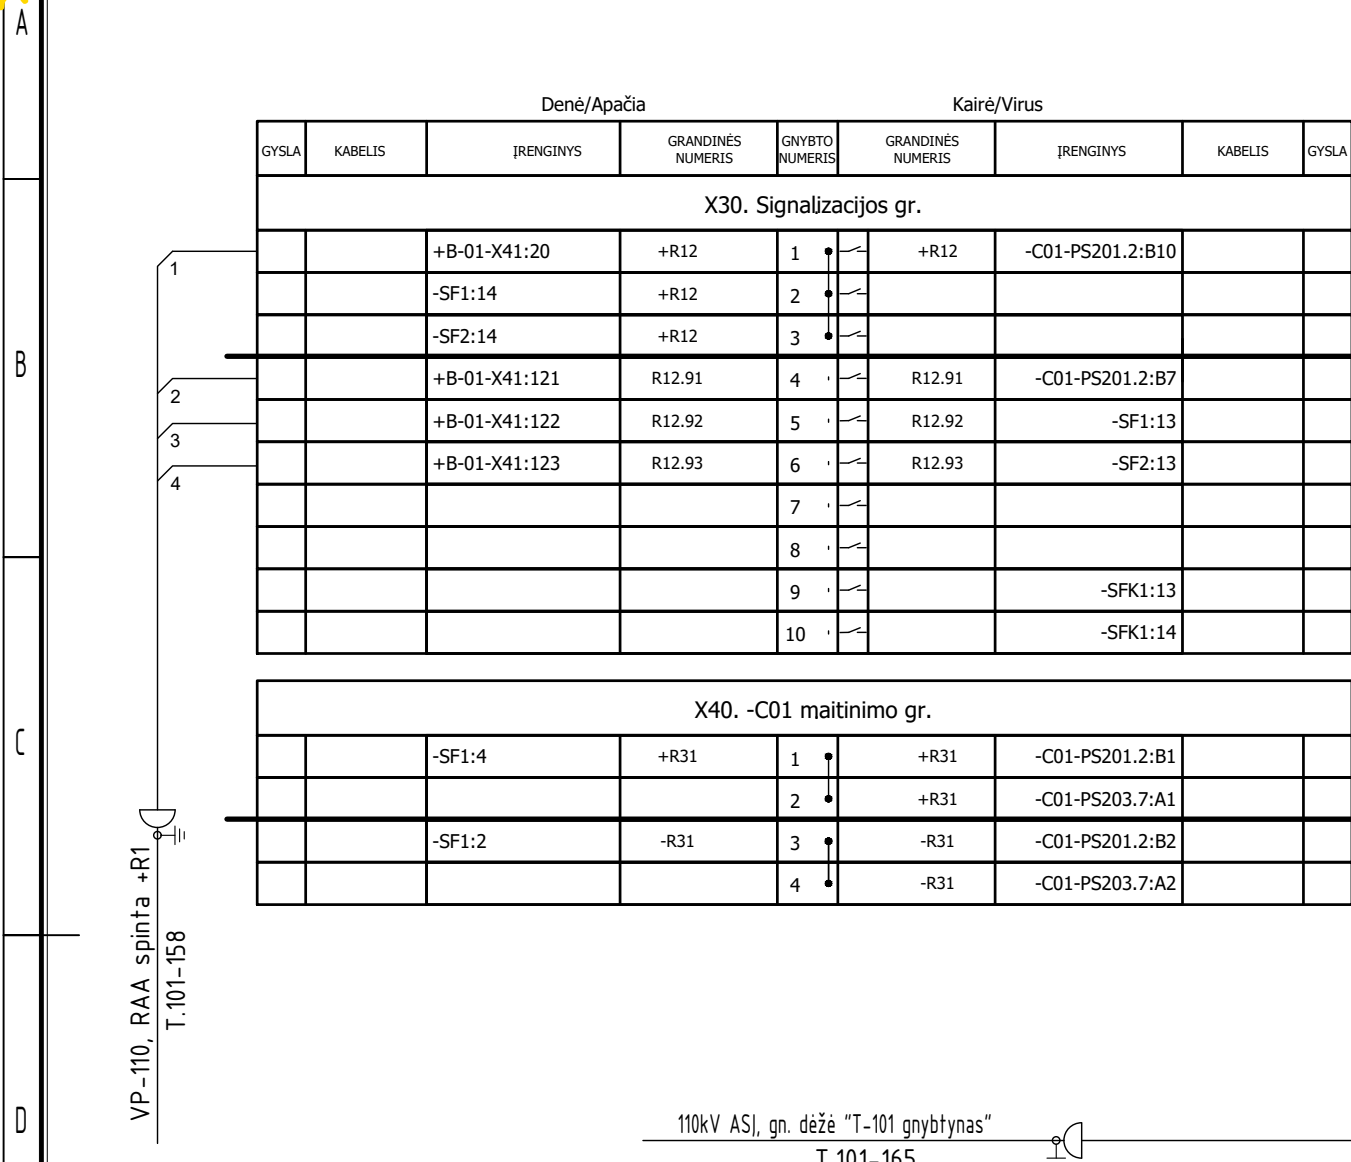 A
Denė/Apačia Kairė/Virus
GYSLA KABELIS ĮRENGINYS GRANDINĖS NUMERIS GNYBTO NUMERIS GRANDINĖS NUMERIS ĮRENGINYS KABELIS GYSLA
X30. Signalizacijos gr.
1 +B-01-X41:20 +R12 1 +R12 -C01-PS201.2:B10
-SF1:14 +R12 2
-SF2:14 +R12 3
B
2 +B-01-X41:121 R12.91 4 R12.91 -C01-PS201.2:B7
3 +B-01-X41:122 R12.92 5 R12.92 -SF1:13
4 +B-01-X41:123 R12.93 6 R12.93 -SF2:13
7
8
9 -SFK1:13
10 -SFK1:14
X40. -C01 maitinimo gr.
C
-SF1:4 +R31 1 +R31 -C01-PS201.2:B1
2 +R31 -C01-PS203.7:A1
-SF1:2 -R31 3 -R31 -C01-PS201.2:B2
4 -R31 -C01-PS203.7:A2
VP-110, RAA spinta +R1
T.101-158
D
110kV ASĮ, gn. dėžė "T-101 gnybtynas"
T.101-165